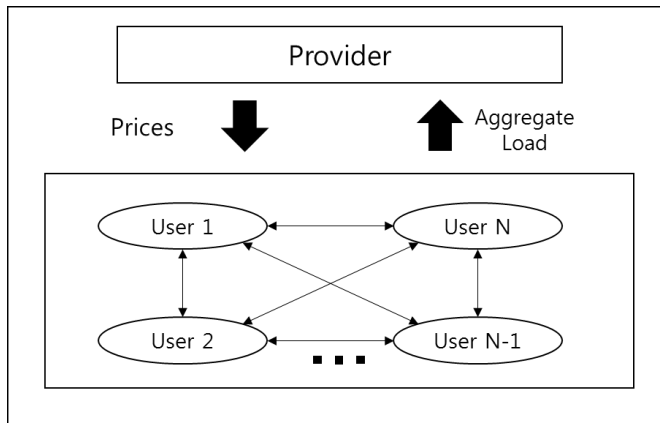 Provider
Prices
Aggregate
Load
User 1
User N
User 2
User N-1